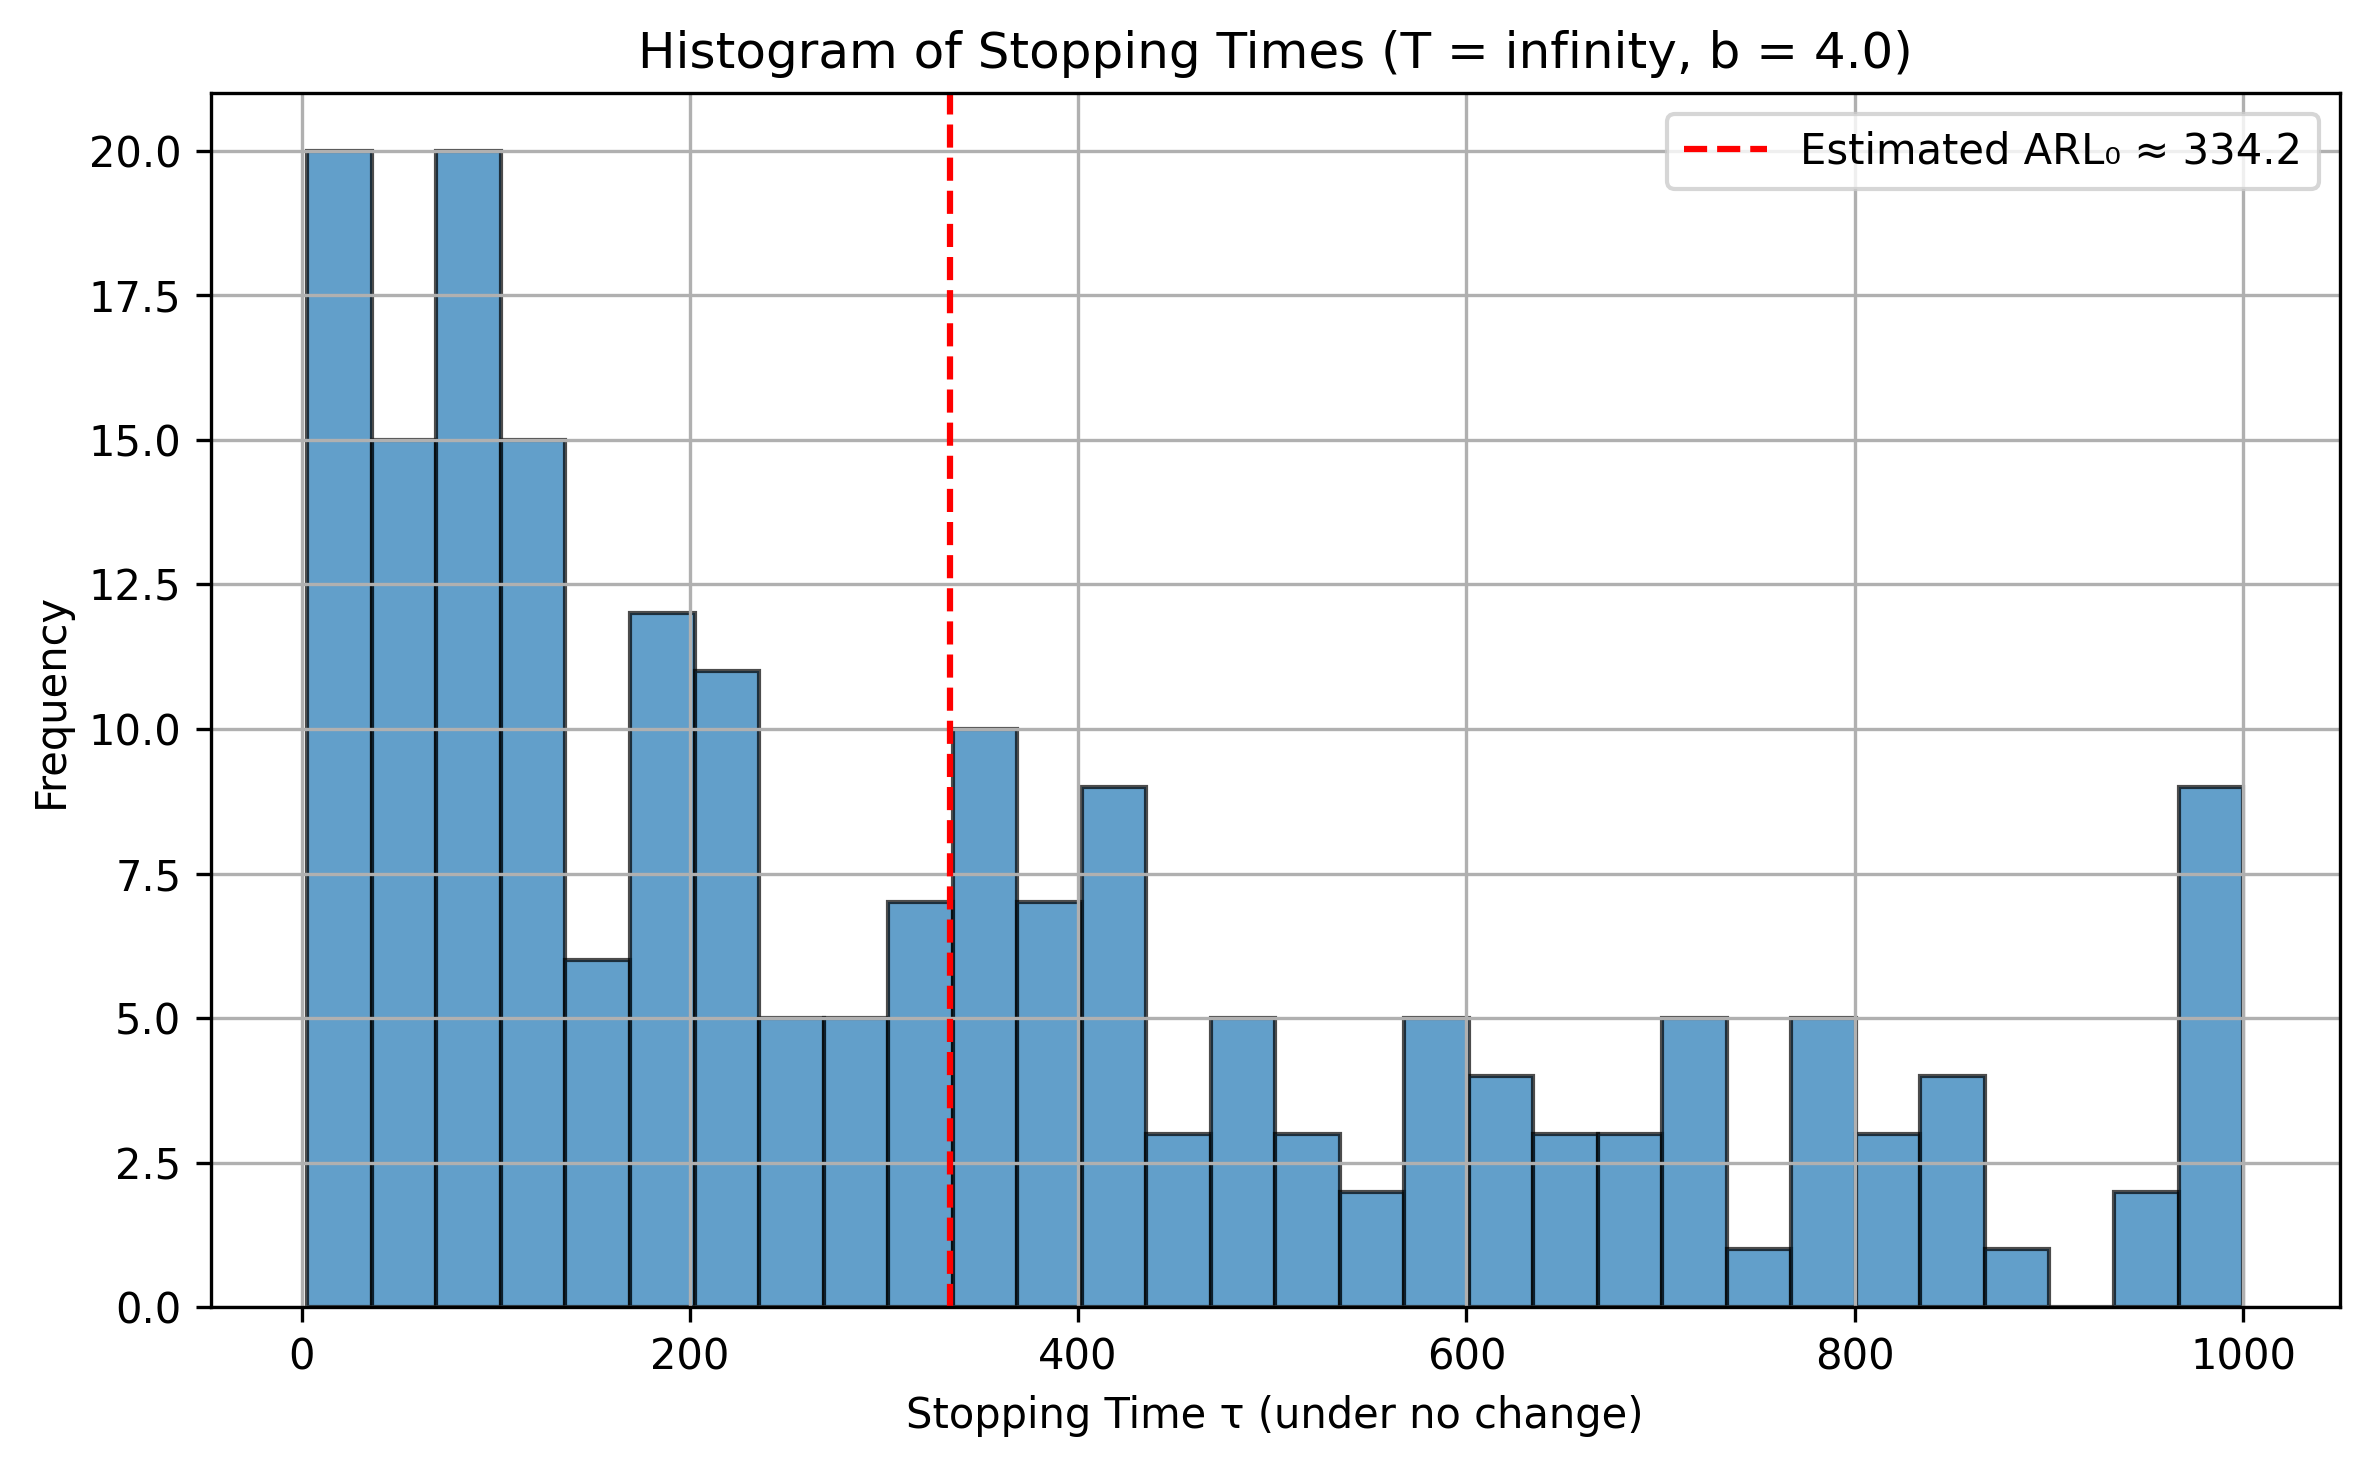 Histogram of Stopping Times (T = infinity, b = 4.0)
Estimated ARL₀ ≈ 334.2
Frequency
20.0
17.5
15.0
12.5
10.0
7.5
5.0
2.5
0.0
0 200 400 600 800 1000
Stopping Time τ (under no change)